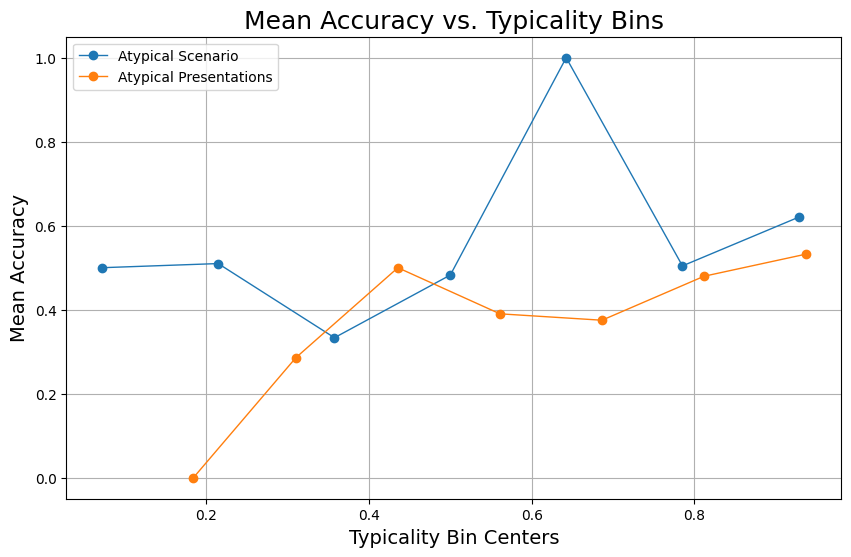 Mean Accuracy vs. Typicality Bins
Atypical Scenario
Atypical Presentations
Mean Accuracy
1.0
0.8
0.6
0.4
0.2
0.0
0.2 0.4 0.6 0.8
Typicality Bin Centers